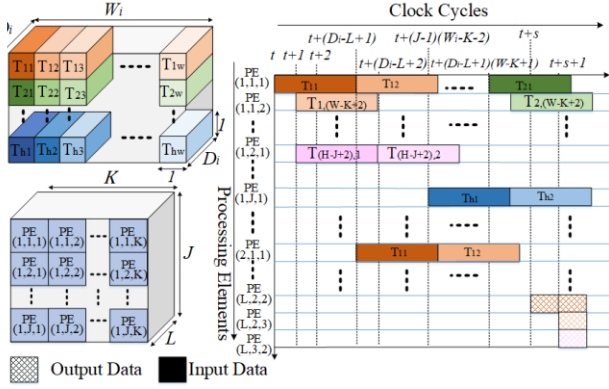 W_i
D_i
T11 T12 T13 T1w
T21 T22 T23 T2w
Th1 Th2 Th3 Thw
1
D_i
1
K
PE (1,1,1) PE (1,1,2) PE (1,1,K)
PE (1,2,1) PE (1,2,2) PE (1,2,K)
PE (1,J,1) PE (1,J,2) PE (1,J,K)
J
L
Output Data
Input Data
Clock Cycles
t+(Di-L+1) t+(J-1)(Wi-K-2) t+s
t t+1 t+2 t+(Di-L+2) t+(Di-L+1)(W-K+1) t+s+1
Processing Elements
PE (1,1,1) T11 T12 T21
PE (1,1,2) T1,(W-K+2) T2,(W-K+2)
PE (1,2,1) T(H-J+2),1 T(H-J+2),2
PE (1,J,1) Th1 Th2
PE (2,1,1) T11 T12
PE (L,2,2)
PE (L,2,3)
PE (L,3,2)